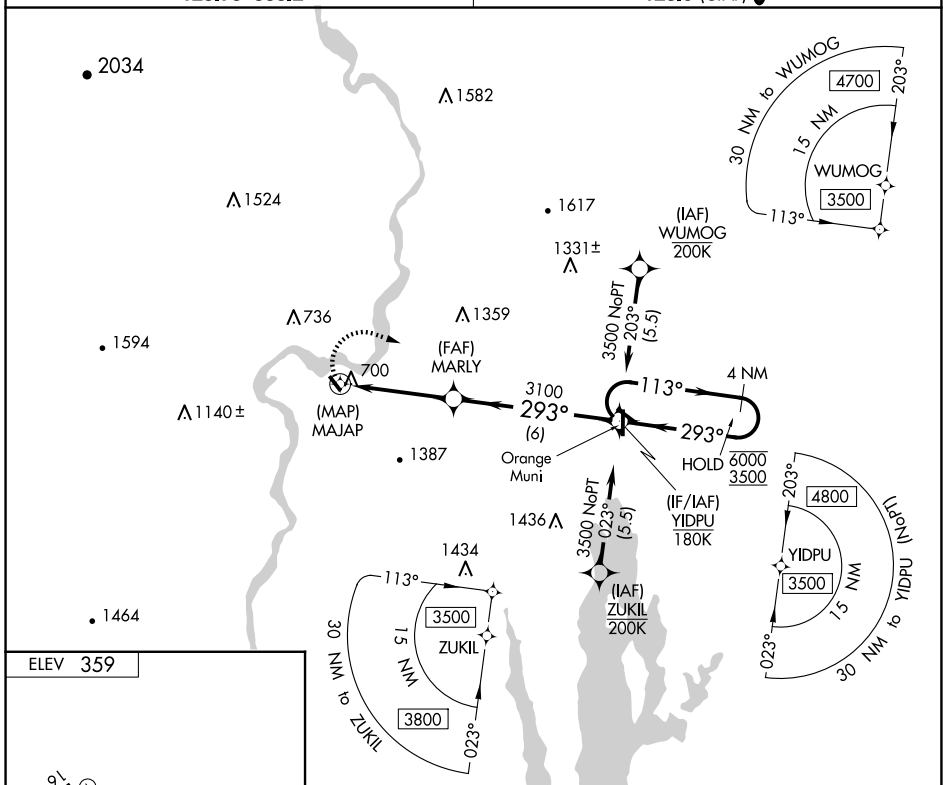 2034
1582
1524
1617
1331±
(IAF)
WUMOG
200K
30 NM to WUMOG
4700
203°
15 NM
WUMOG
3500
113°
736
1359
1594
700
(FAF)
MARLY
3500 NoPT
203°
(5.5)
1140±
(MAP)
MAJAP
3100
293°
(6)
113°
4 NM
293°
1387
Orange
Muni
HOLD
6000
3500
(IF/IAF)
YIDPU
180K
1436
3500 NoPT
023°
(5.5)
(IAF)
ZUKIL
200K
203°
4800
YIDPU
3500
15 NM
023°
30 NM to YIDPU (NoPT)
1434
113°
3500
ZUKIL
15 NM
3800
023°
30 NM to ZUKIL
1464
ELEV 359
16